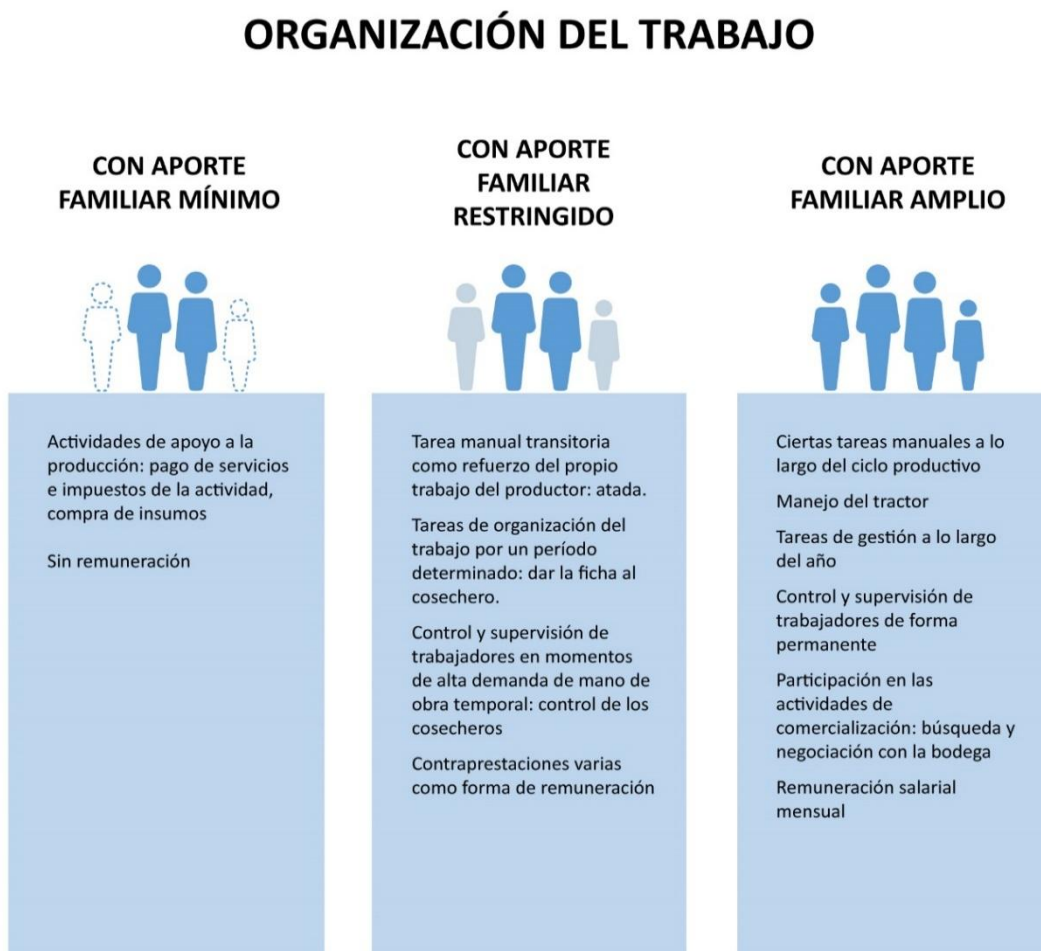 ORGANIZACIÓN DEL TRABAJO
CON APORTE
FAMILIAR MÍNIMO
Actividades de apoyo a la
producción: pago de servicios
e impuestos de la actividad,
compra de insumos
Sin remuneración
CON APORTE
FAMILIAR
RESTRINGIDO
Tarea manual transitoria
como refuerzo del propio
trabajo del productor: atada.
Tareas de organización del
trabajo por un período
determinado: dar la ficha al
cosechero.
Control y supervisión de
trabajadores en momentos
de alta demanda de mano de
obra temporal: control de los
cosecheros
Contraprestaciones varias
como forma de remuneración
CON APORTE
FAMILIAR AMPLIO
Ciertas tareas manuales a lo
largo del ciclo productivo
Manejo del tractor
Tareas de gestión a lo largo
del año
Control y supervisión de
trabajadores de forma
permanente
Participación en las
actividades de
comercialización: búsqueda y
negociación con la bodega
Remuneración salarial
mensual